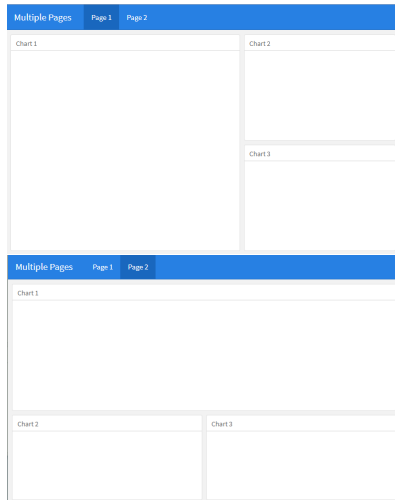 Multiple Pages Page 1 Page 2
Chart 1
Chart 2
Chart 3
Multiple Pages Page 1 Page 2
Chart 1
Chart 2 Chart 3